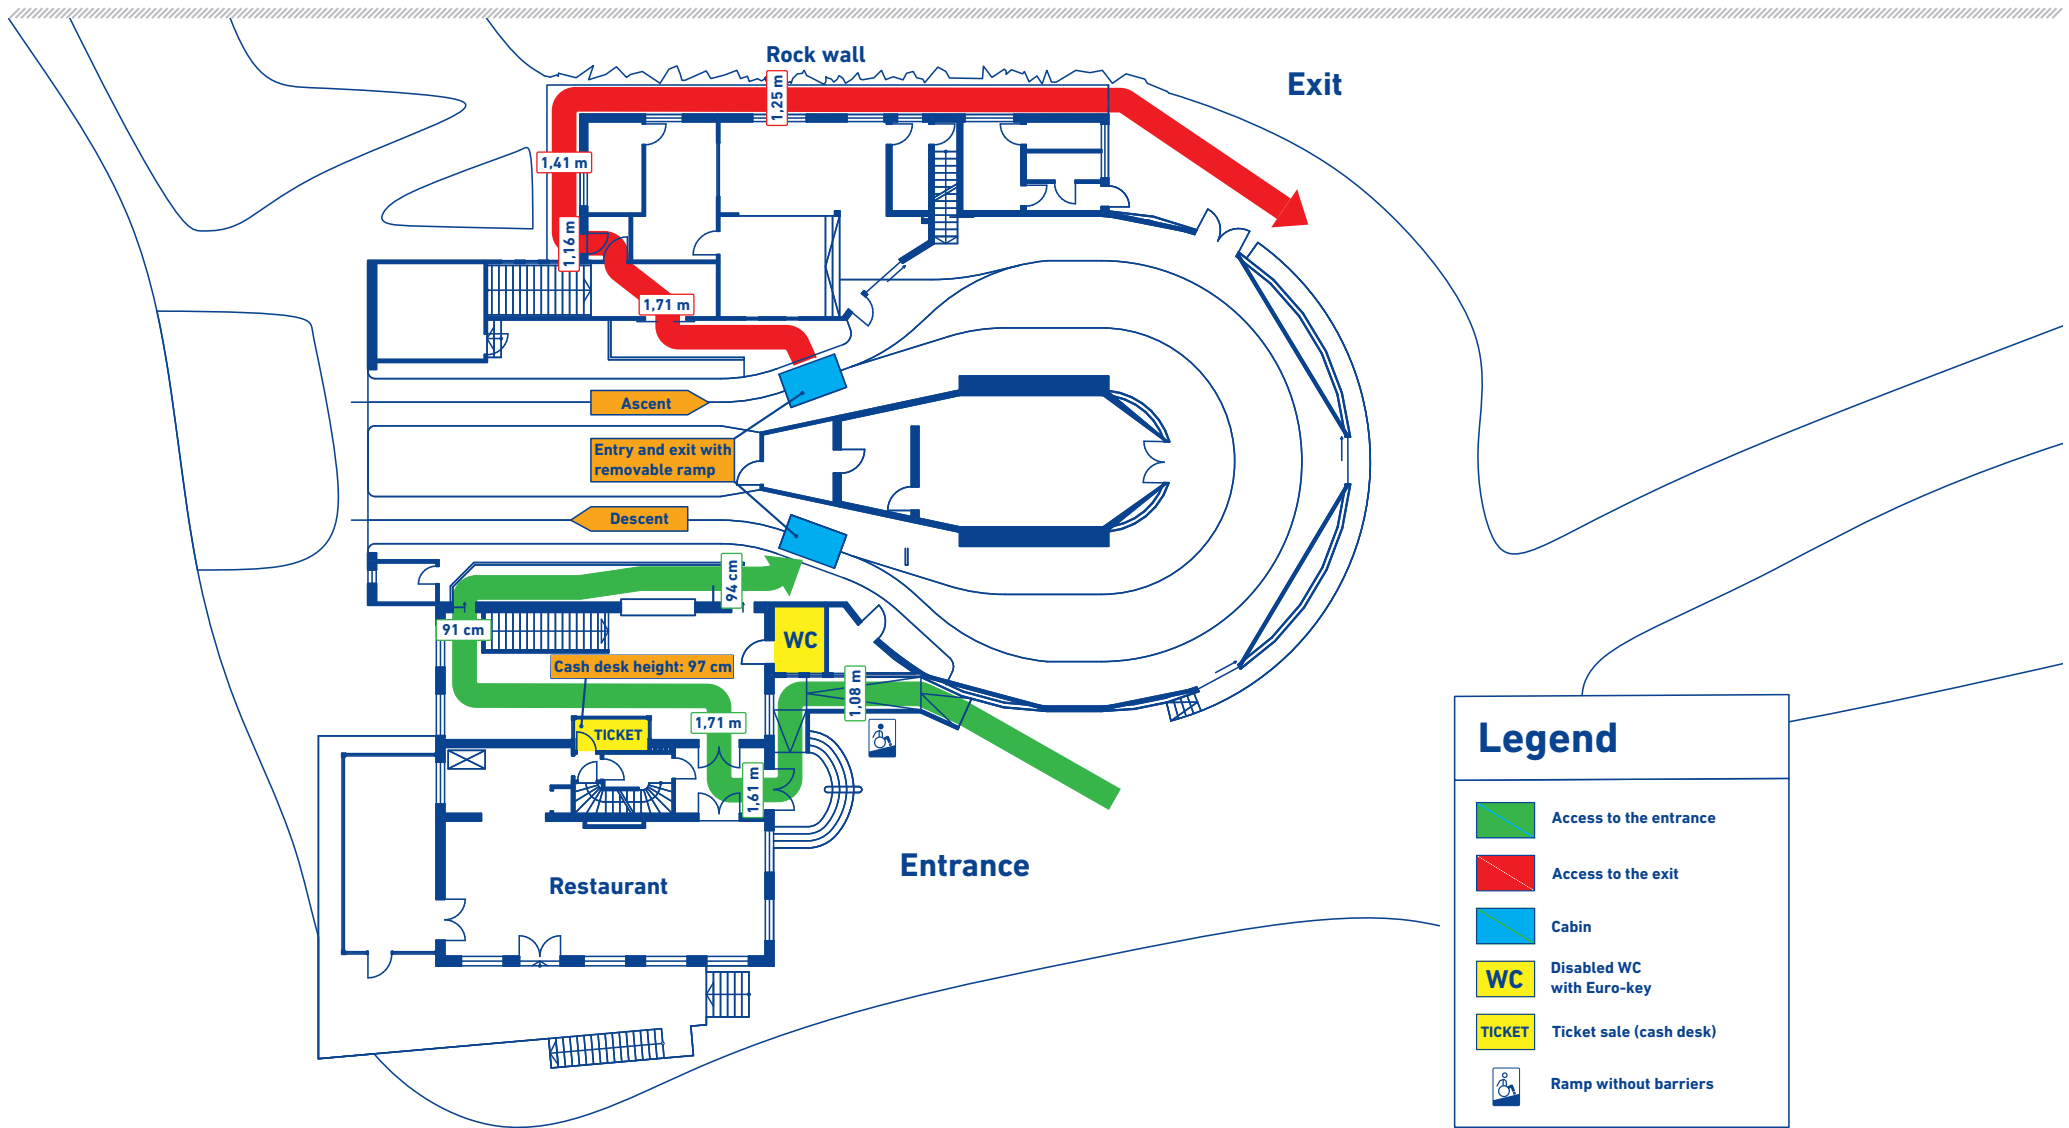 Rock wall
Exit
1,25 m
1,41 m
1,16 m
1,71 m
Ascent
Entry and exit with
removable ramp
Descent
94 cm
91 cm
WC
Cash desk height: 97 cm
1,08 m
1,71 m
TICKET
1,61 m
Entrance
Restaurant
Legend
Access to the entrance
Access to the exit
Cabin
WC
Disabled WC
with Euro-key
TICKET
Ticket sale (cash desk)
Ramp without barriers